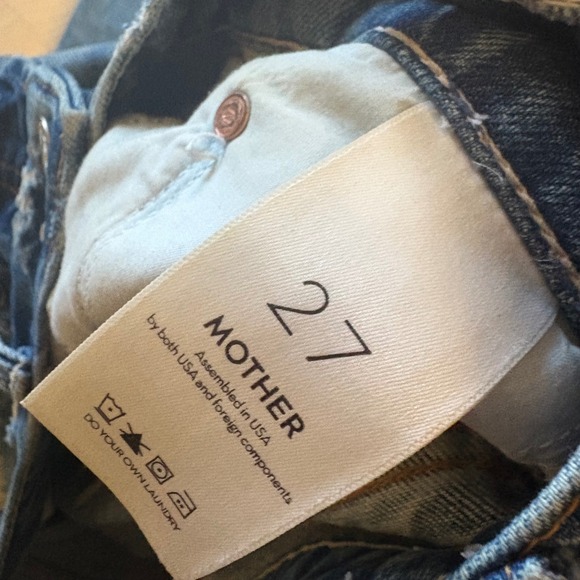 27
MOTHER
Assembled in USA
by both USA and foreign components
DO YOUR OWN LAUNDRY